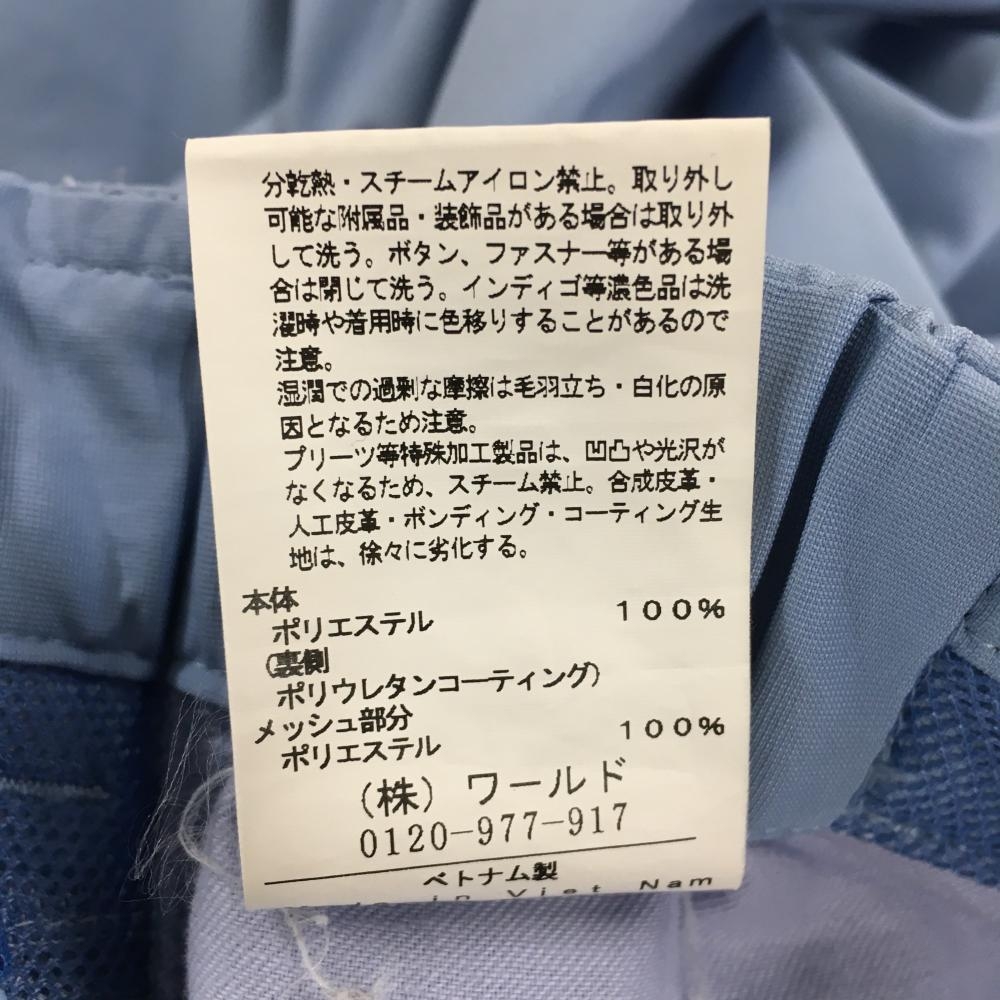 分乾熱・スチームアイロン禁止。取り外し
可能な附属品・装飾品がある場合は取り外
して洗う。ボタン、ファスナー等がある場
合は閉じて洗う。インディゴ等濃色品は洗
濯時や着用時に色移りすることがあるので
注意。
湿潤での過剰な摩擦は毛羽立ち・白化の原
因となるため注意。
プリーツ等特殊加工製品は、凹凸や光沢が
なくなるため、スチーム禁止。合成皮革・
人工皮革・ボンディング・コーティング生
地は、徐々に劣化する。
本体
ポリエステル 100%
(裏側
ポリウレタンコーティング)
メッシュ部分
ポリエステル 100%
(株) ワールド
0120-977-917
ベトナム製
in Viet Nam